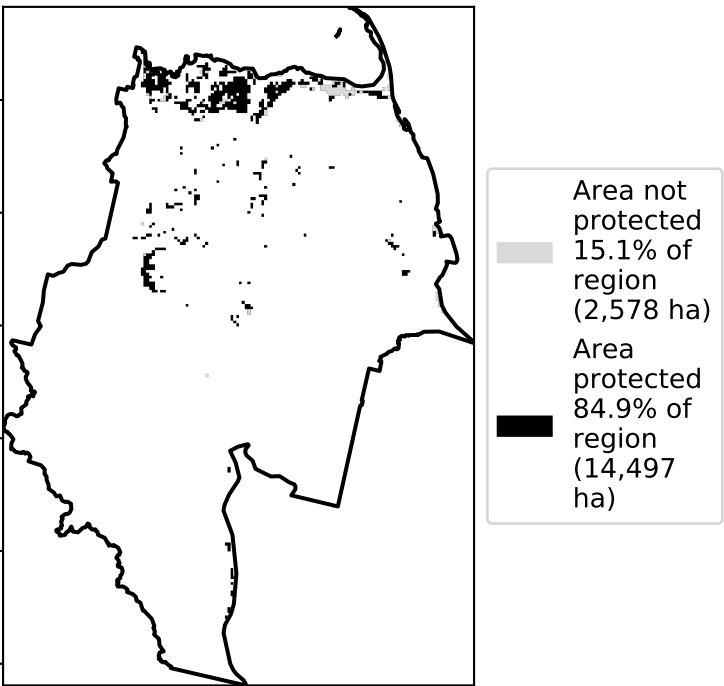 Area not
protected
15.1% of
region
(2,578 ha)
Area
protected
84.9% of
region
(14,497
ha)